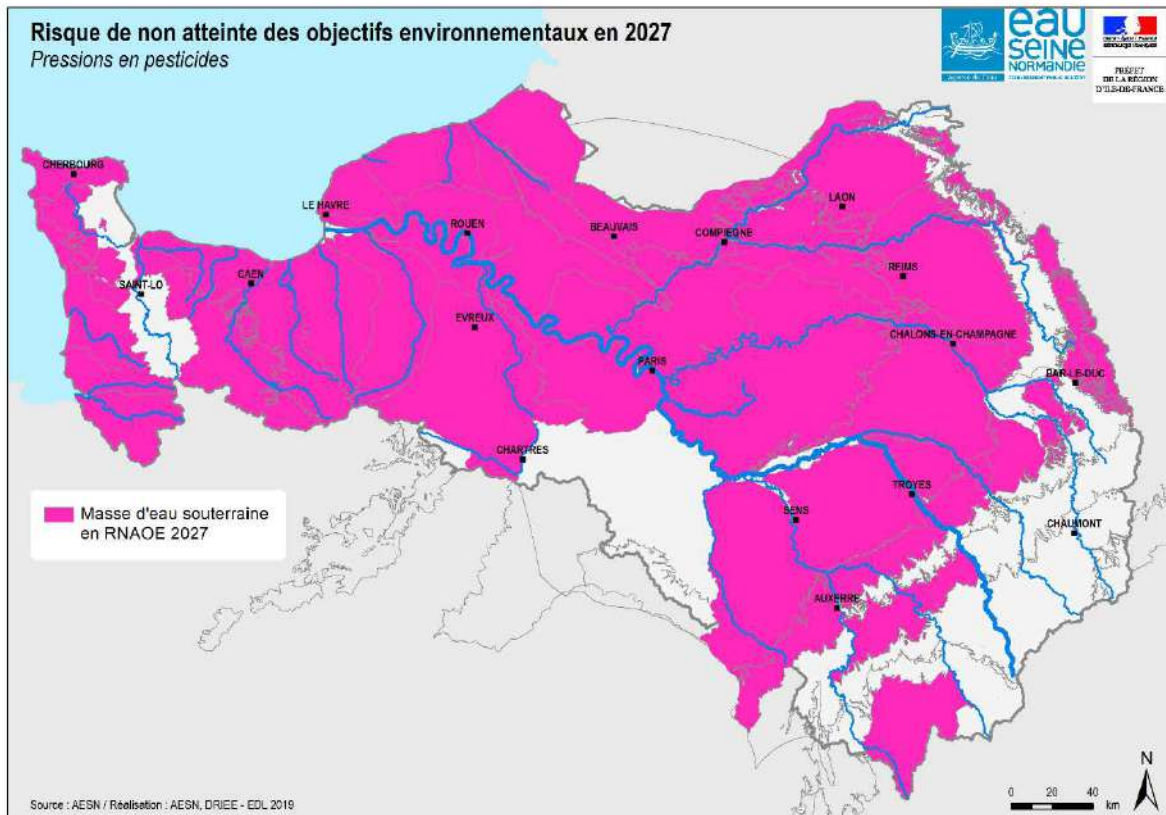 Risque de non atteinte des objectifs environnementaux en 2027
Pressions en pesticides
eau
SEINE
NORMANDIE
Agence de l'eau
PRÉFET
DE LA RÉGION
D'ILE-DE-FRANCE
CHERBOURG
LE HAVRE
ROUEN
BEAUVAIS
COMPIEGNE
LAON
REIMS
SAINT-LO
CAEN
EVREUX
PARIS
CHALONS-EN-CHAMPAGNE
BAR-LE-DUC
CHARTRES
TROYES
SENS
CHAUMONT
AUXERRE
Masse d'eau souterraine
en RNAOE 2027
N
0 20 40
km
Source : AESN / Réalisation : AESN, DRIEE - EDL 2019